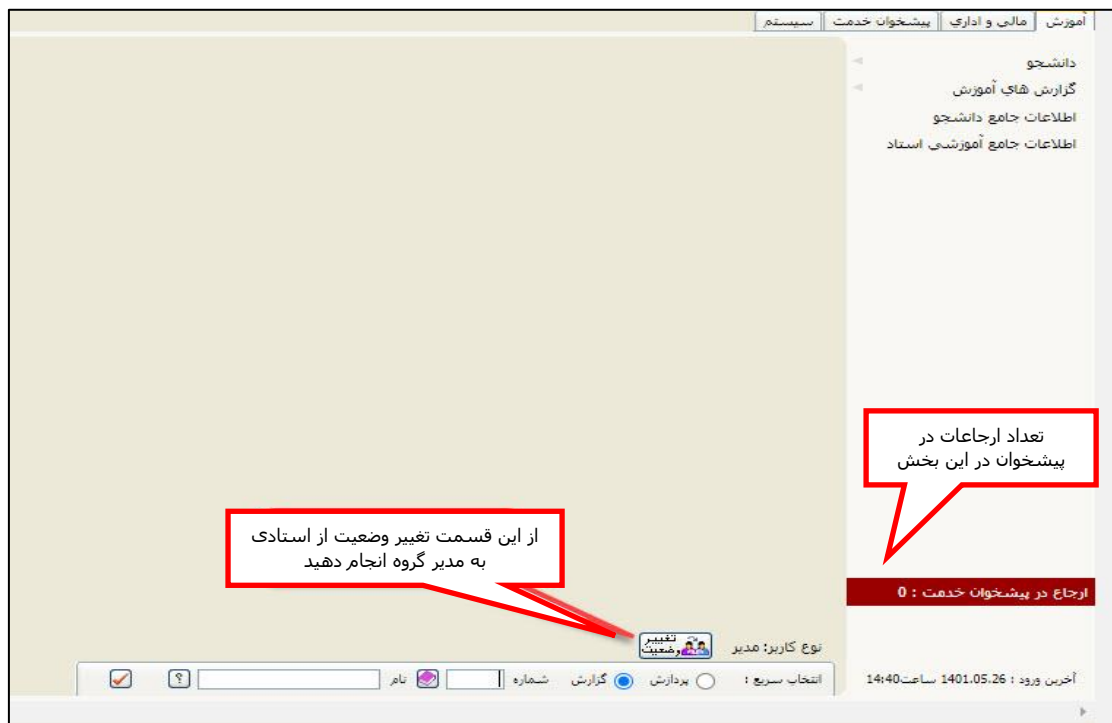 آموزش
مالی و اداری
پیشخوان خدمت
سیستم
دانشجو
گزارش های آموزش
اطلاعات جامع دانشجو
اطلاعات جامع آموزشی استاد
تعداد ارجاعات در
پیشخوان در این بخش
از این قسمت تغییر وضعیت از استادی
به مدیر گروه انجام دهید
ارجاع در پیشخوان خدمت : 0
نوع کاربر: مدیر
تغییر
وضعیت
آخرین ورود : 1401.05.26 ساعت14:40
انتخاب سریع : پردازش گزارش شماره نام ؟